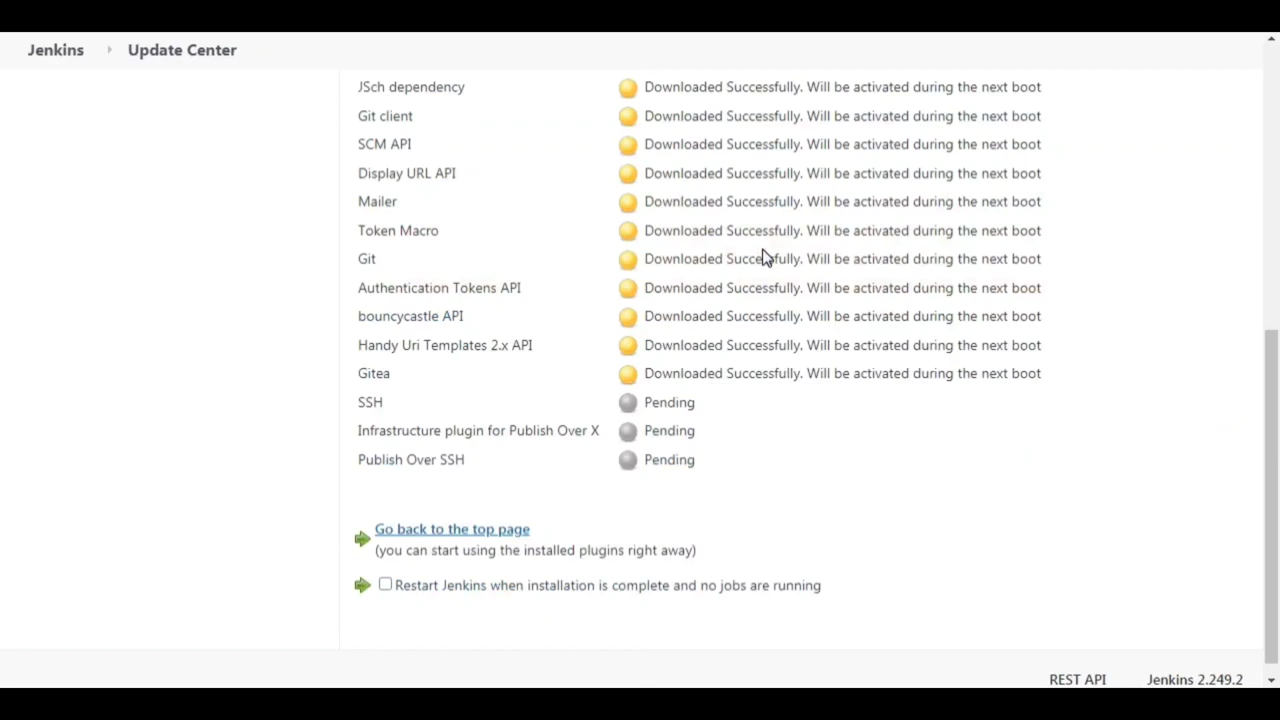 Jenkins Update Center
JSch dependency Downloaded Successfully. Will be activated during the next boot
Git client Downloaded Successfully. Will be activated during the next boot
SCM API Downloaded Successfully. Will be activated during the next boot
Display URL API Downloaded Successfully. Will be activated during the next boot
Mailer Downloaded Successfully. Will be activated during the next boot
Token Macro Downloaded Successfully. Will be activated during the next boot
Git Downloaded Successfully. Will be activated during the next boot
Authentication Tokens API Downloaded Successfully. Will be activated during the next boot
bouncycastle API Downloaded Successfully. Will be activated during the next boot
Handy Uri Templates 2.x API Downloaded Successfully. Will be activated during the next boot
Gitea Downloaded Successfully. Will be activated during the next boot
SSH Pending
Infrastructure plugin for Publish Over X Pending
Publish Over SSH Pending
Go back to the top page
(you can start using the installed plugins right away)
Restart Jenkins when installation is complete and no jobs are running
REST API Jenkins 2.249.2